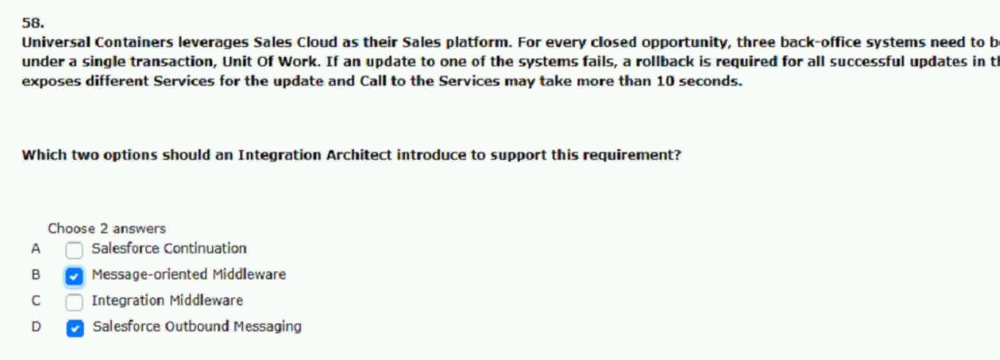 58.
Universal Containers leverages Sales Cloud as their Sales platform. For every closed opportunity, three back-office systems need to
under a single transaction, Unit Of Work. If an update to one of the systems fails, a rollback is required for all successful updates in
exposes different Services for the update and Call to the Services may take more than 10 seconds.
Which two options should an Integration Architect introduce to support this requirement?
Choose 2 answers
A Salesforce Continuation
B Message-oriented Middleware
C Integration Middleware
D Salesforce Outbound Messaging